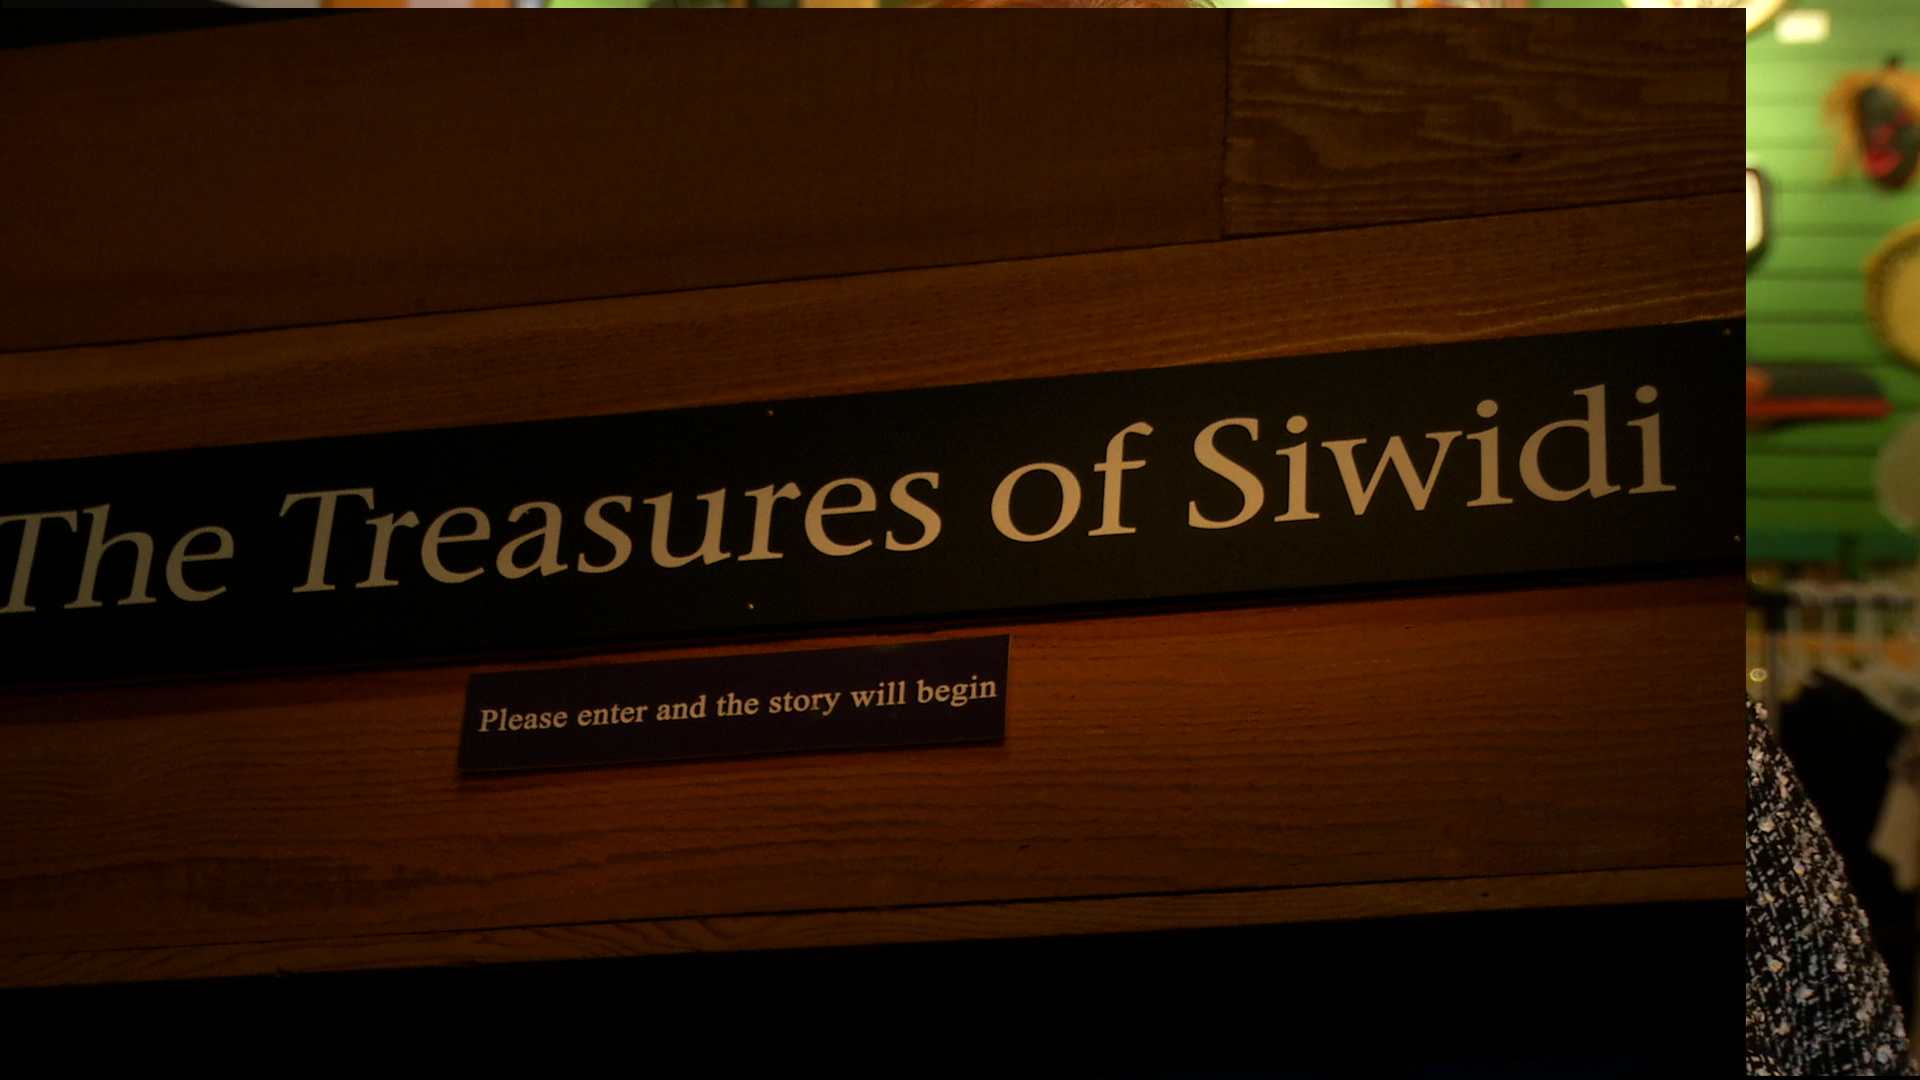 The Treasures of Siwidi
Please enter and the story will begin